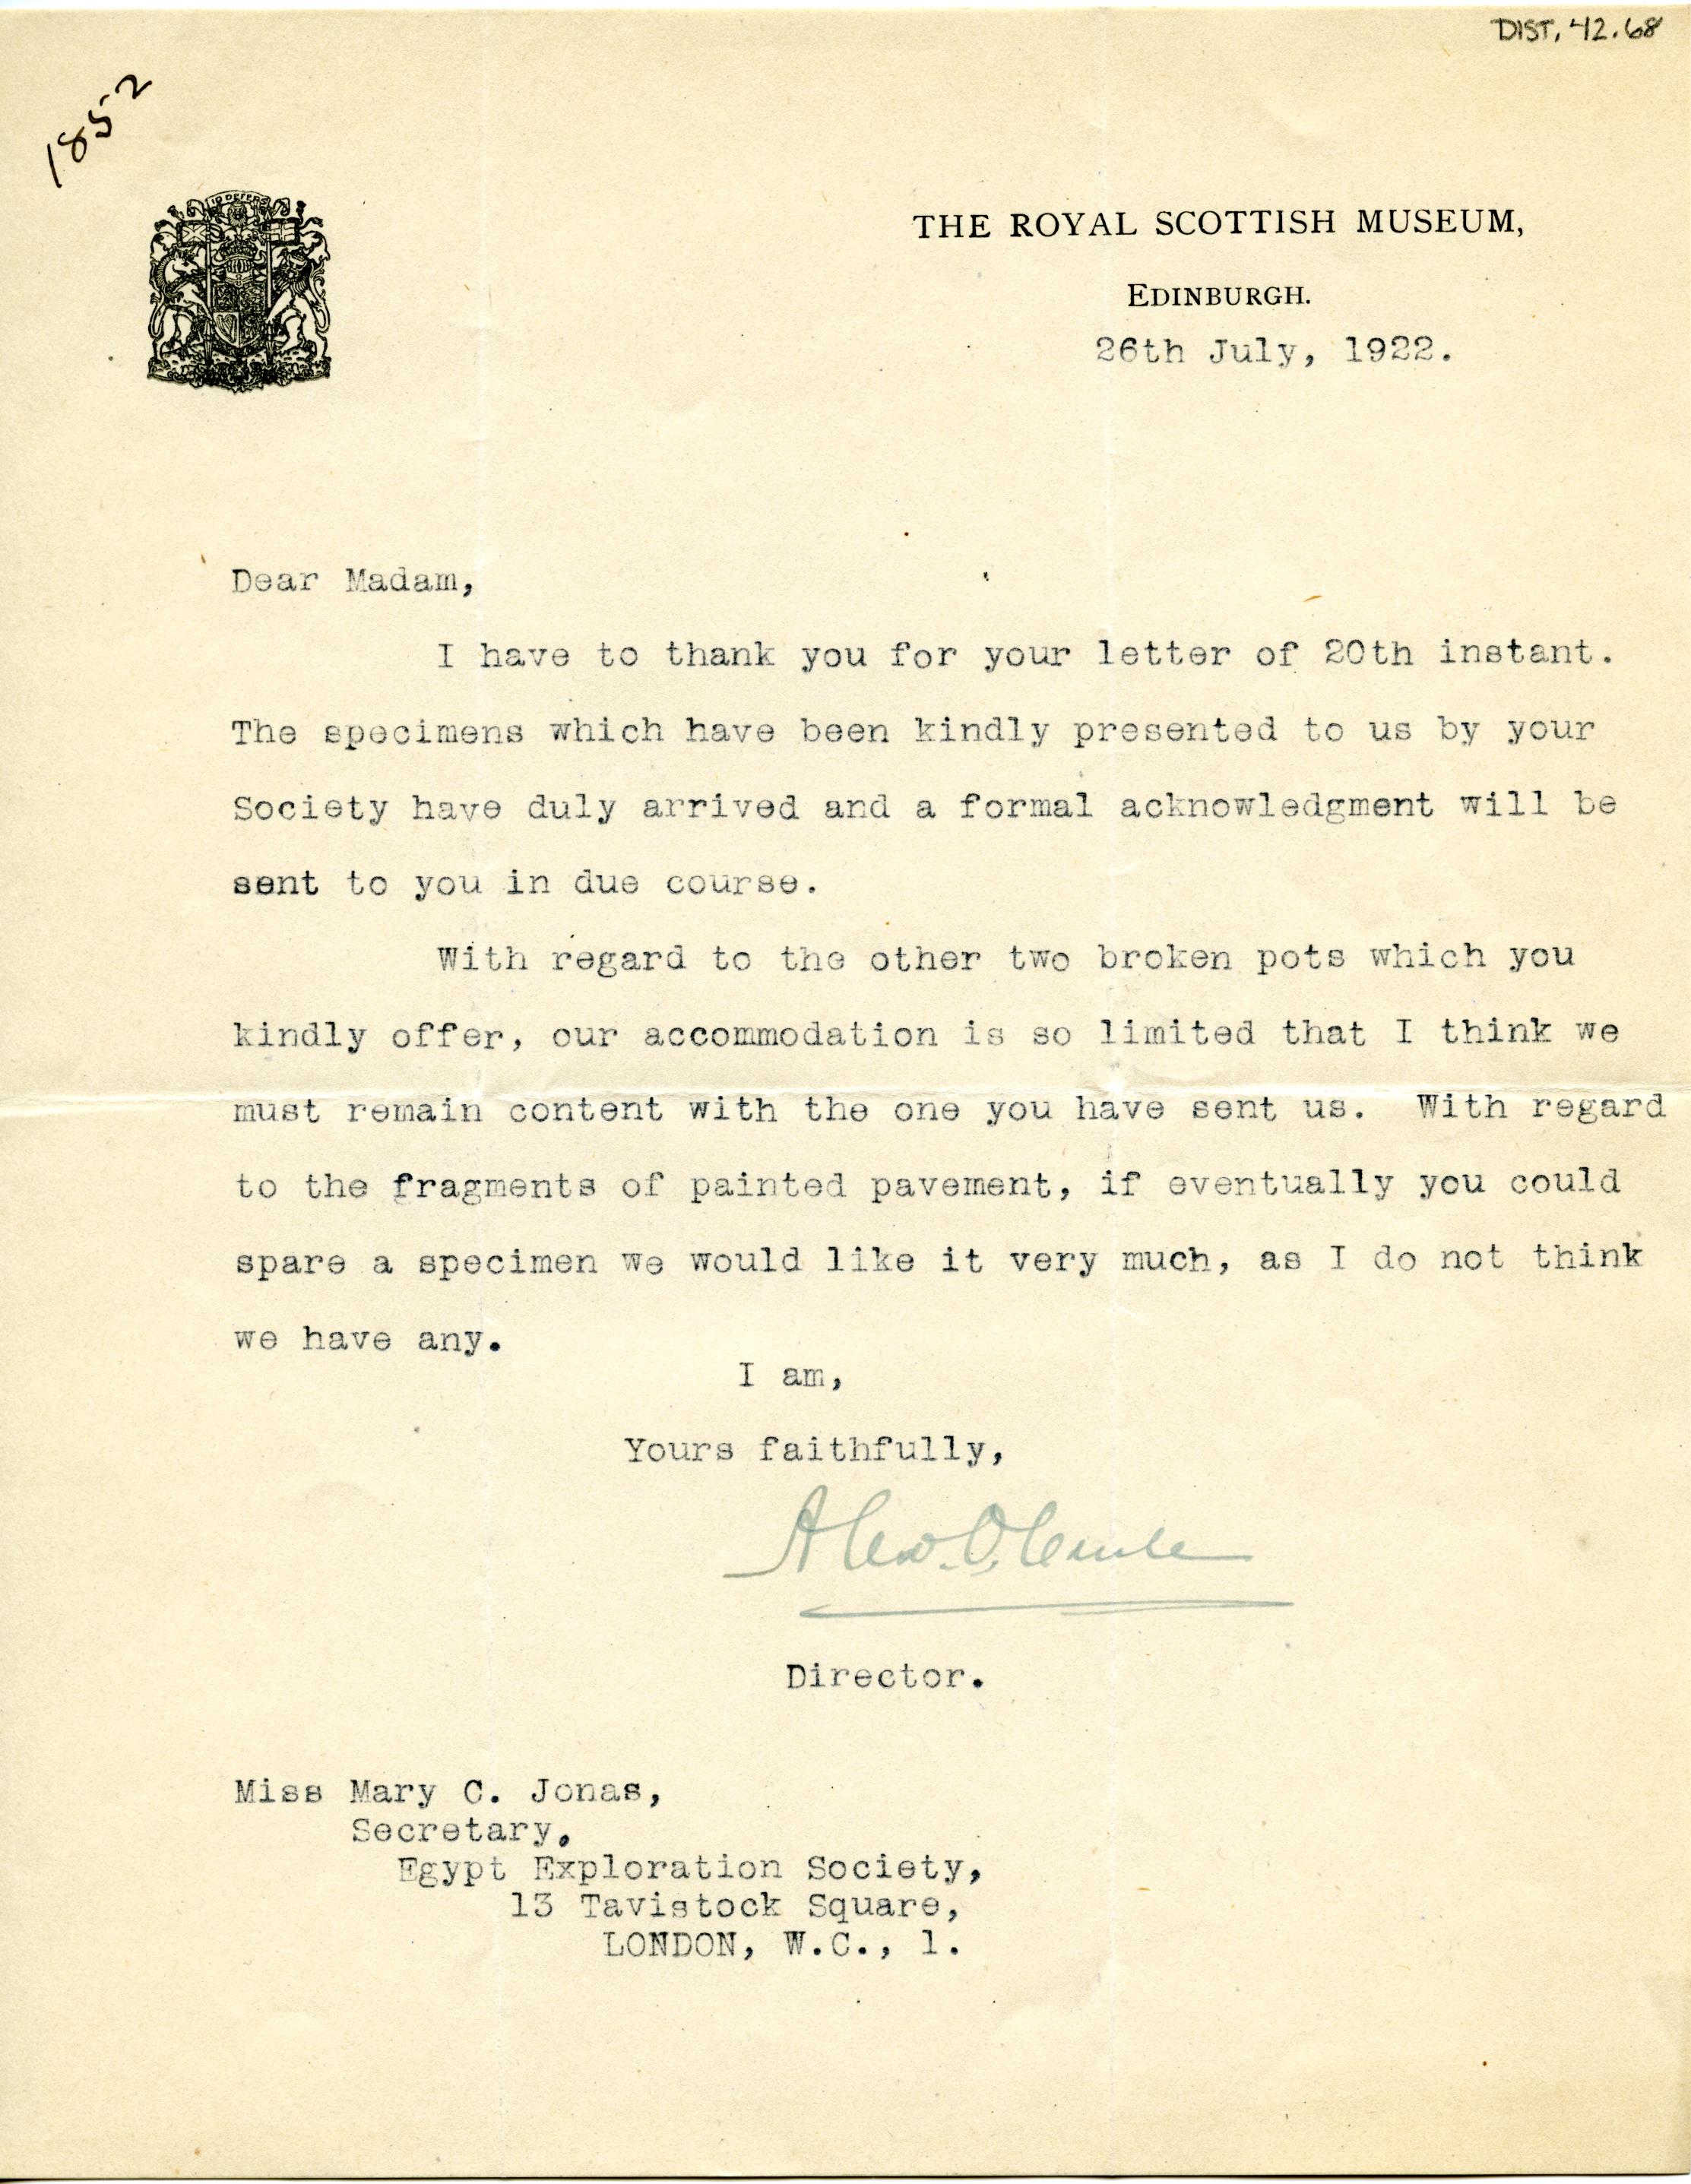 DIST. 42.68
1852
THE ROYAL SCOTTISH MUSEUM,
EDINBURGH.
26th July, 1922.
Dear Madam,
I have to thank you for your letter of 20th instant.
The specimens which have been kindly presented to us by your
Society have duly arrived and a formal acknowledgment will be
sent to you in due course.
With regard to the other two broken pots which you
kindly offer, our accommodation is so limited that I think we
must remain content with the one you have sent us. With regard
to the fragments of painted pavement, if eventually you could
spare a specimen we would like it very much, as I do not think
we have any.
I am,
Yours faithfully,
Alex. O. Curle
Director.
Miss Mary C. Jonas,
Secretary,
Egypt Exploration Society,
13 Tavistock Square,
LONDON, W.C., 1.